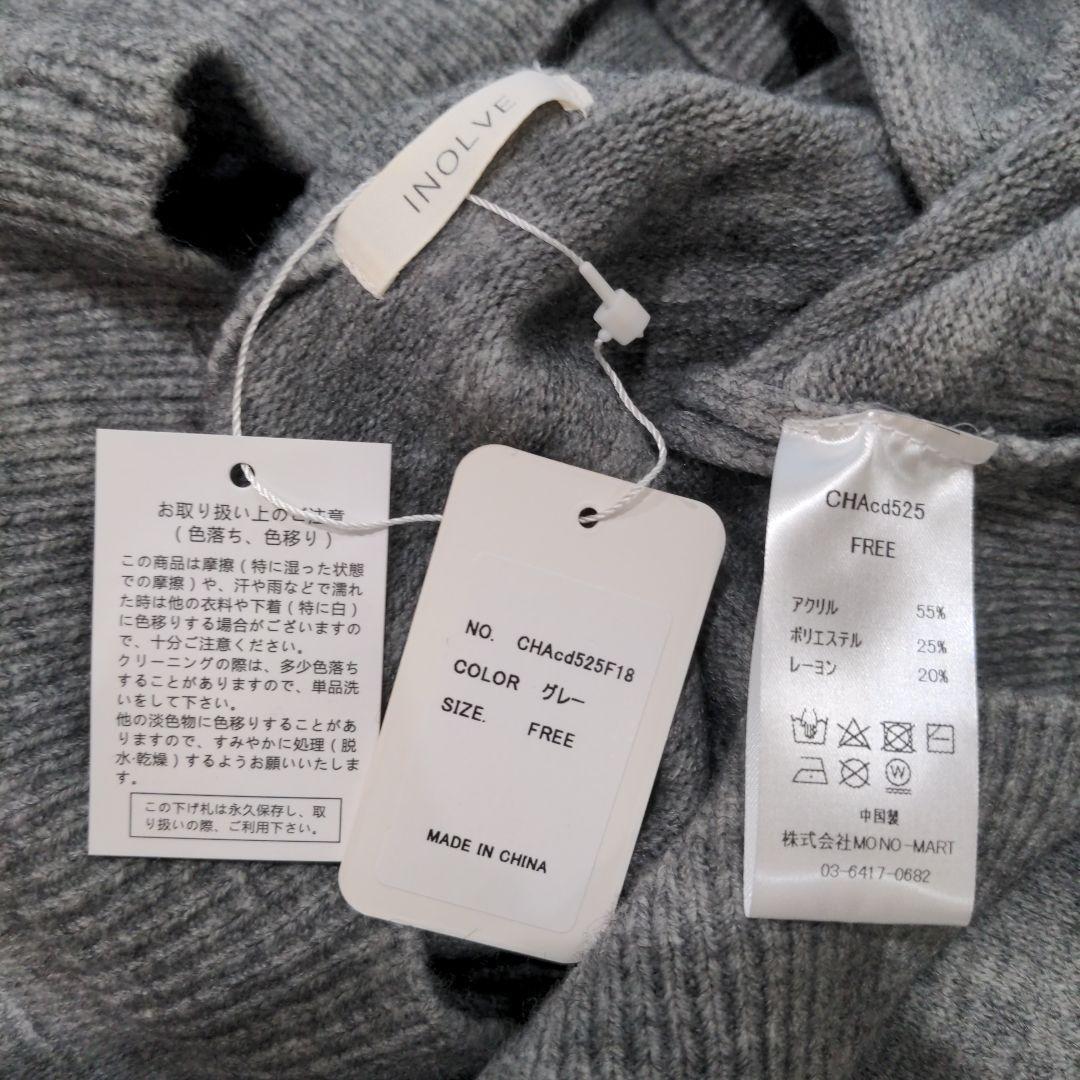 INOLVE
お取り扱い上のご注意
(色落ち、色移り)
この商品は摩擦(特に湿った状態
での摩擦)や、汗や雨などで濡れ
た時は他の衣料や下着(特に白)
に色移りする場合がございますの
で、十分ご注意ください。
クリーニングの際は、多少色落ち
することがありますので、単品洗
いをして下さい。
他の淡色物に色移りすることがあ
りますので、すみやかに処理(脱
水・乾燥)するようお願いいたしま
す。
この下げ札は永久保存し、取
り扱いの際、ご利用下さい。
NO. CHAcd525F18
COLOR グレー
SIZE. FREE
MADE IN CHINA
CHAcd525
FREE
アクリル 55%
ポリエステル 25%
レーヨン 20%
W
中国製
株式会社MONO-MART
03-6417-0682